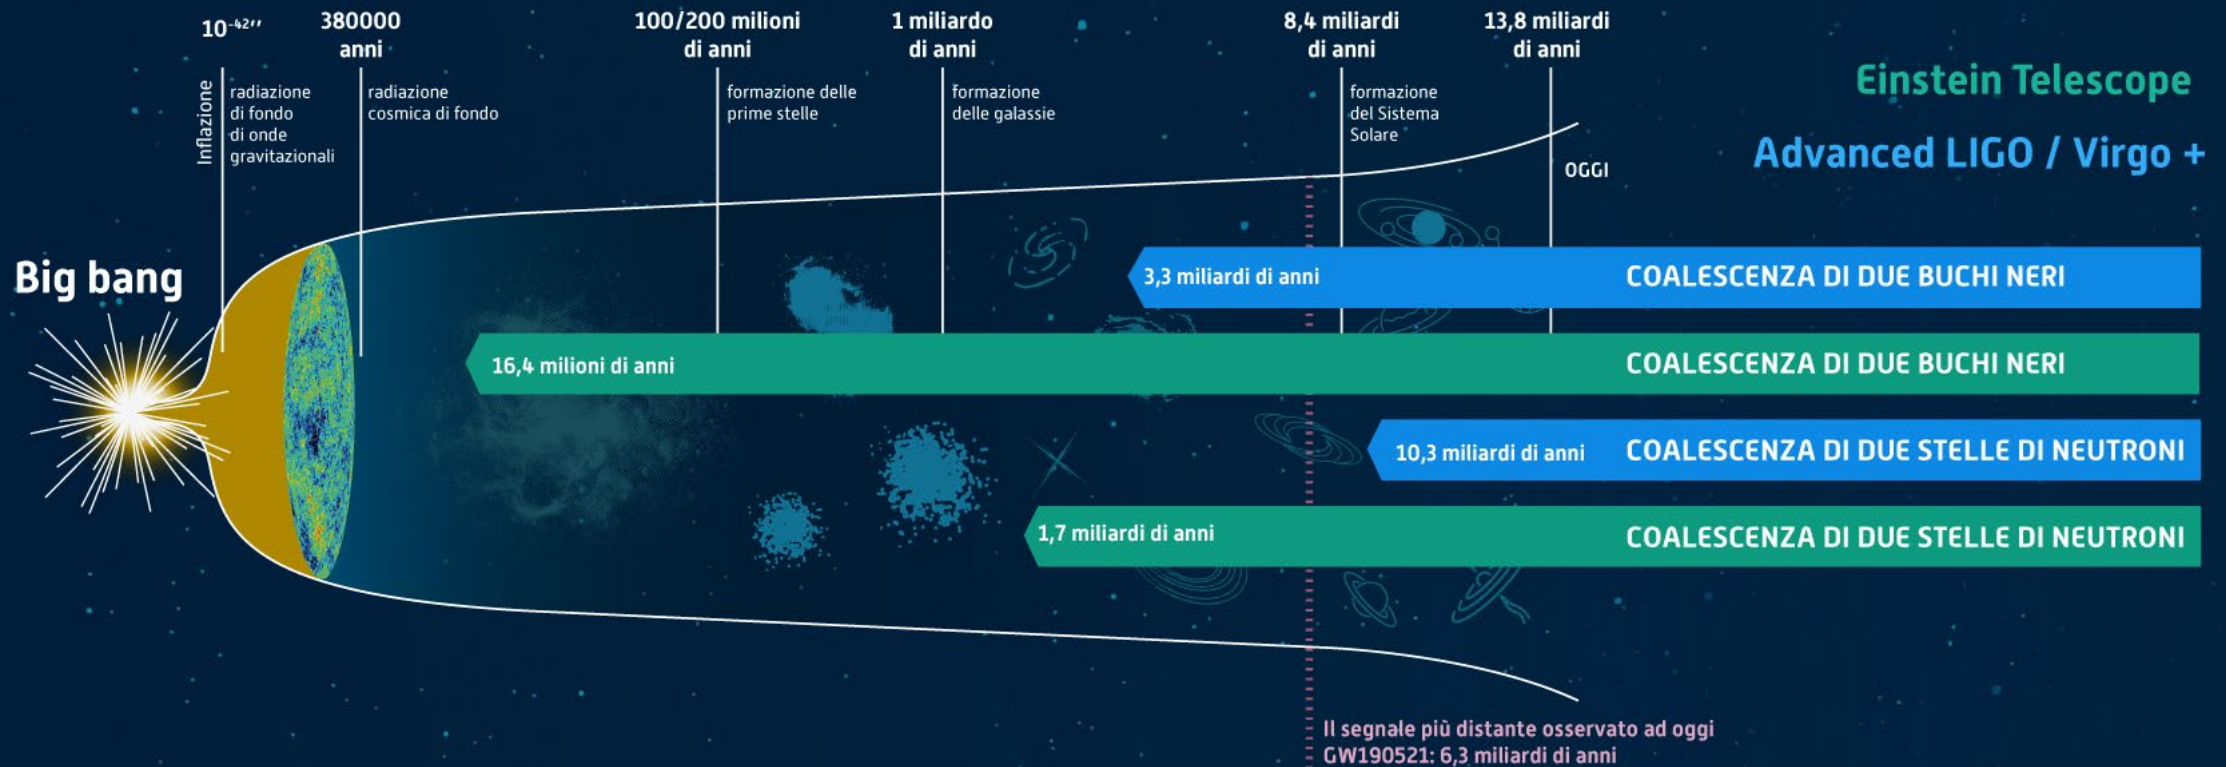 10⁻⁴²''
380000
anni
100/200 milioni
di anni
1 miliardo
di anni
8,4 miliardi
di anni
13,8 miliardi
di anni
Inflazione
radiazione
di fondo
di onde
gravitazionali
radiazione
cosmica di fondo
formazione delle
prime stelle
formazione
delle galassie
formazione
del Sistema
Solare
OGGI
Einstein Telescope
Advanced LIGO / Virgo +
Big bang
3,3 miliardi di anni COALESCENZA DI DUE BUCHI NERI
16,4 milioni di anni COALESCENZA DI DUE BUCHI NERI
10,3 miliardi di anni COALESCENZA DI DUE STELLE DI NEUTRONI
1,7 miliardi di anni COALESCENZA DI DUE STELLE DI NEUTRONI
Il segnale più distante osservato ad oggi
GW190521: 6,3 miliardi di anni